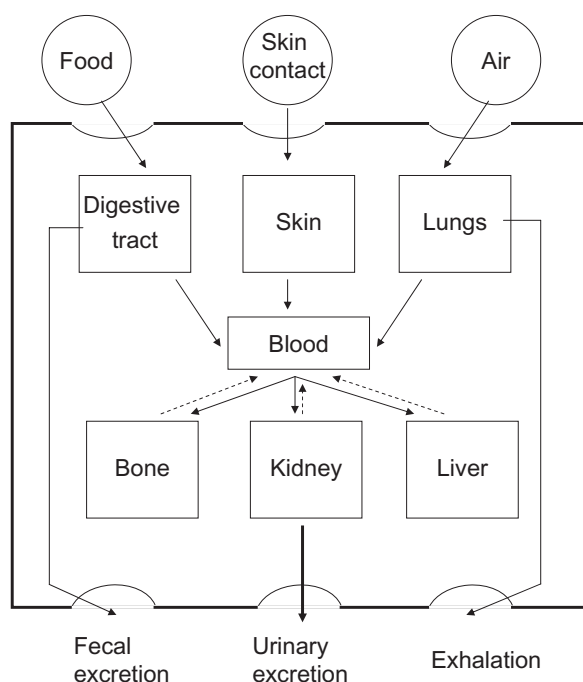 Food
Skin
contact
Air
Digestive
tract
Skin
Lungs
Blood
Bone
Kidney
Liver
Fecal
excretion
Urinary
excretion
Exhalation